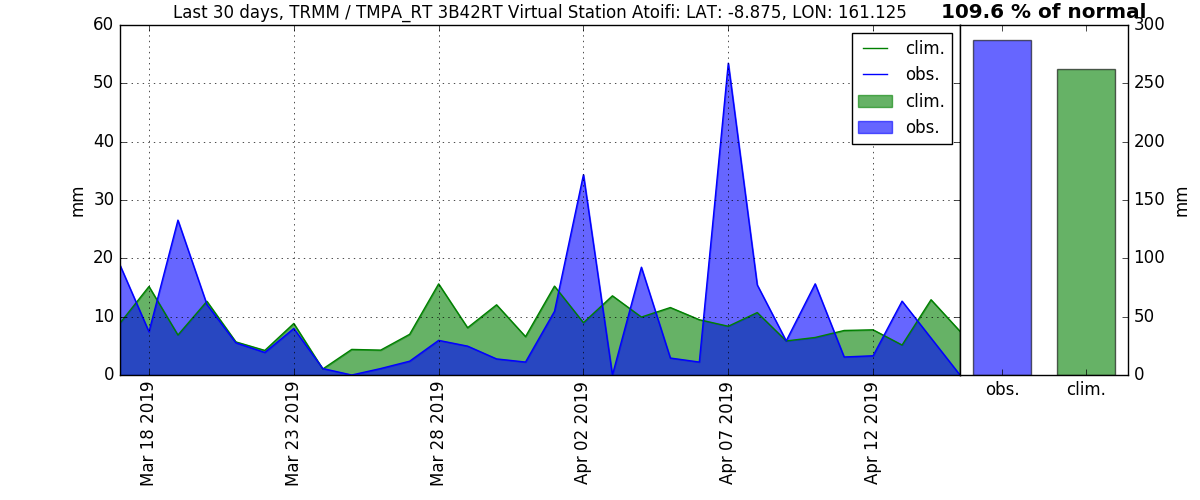 Last 30 days, TRMM / TMPA_RT 3B42RT Virtual Station Atoifi: LAT: -8.875, LON: 161.125
109.6 % of normal
60
50
40
30
20
10
0
mm
clim.
obs.
clim.
obs.
300
250
200
150
100
50
0
mm
obs.
clim.
Mar 18 2019
Mar 23 2019
Mar 28 2019
Apr 02 2019
Apr 07 2019
Apr 12 2019